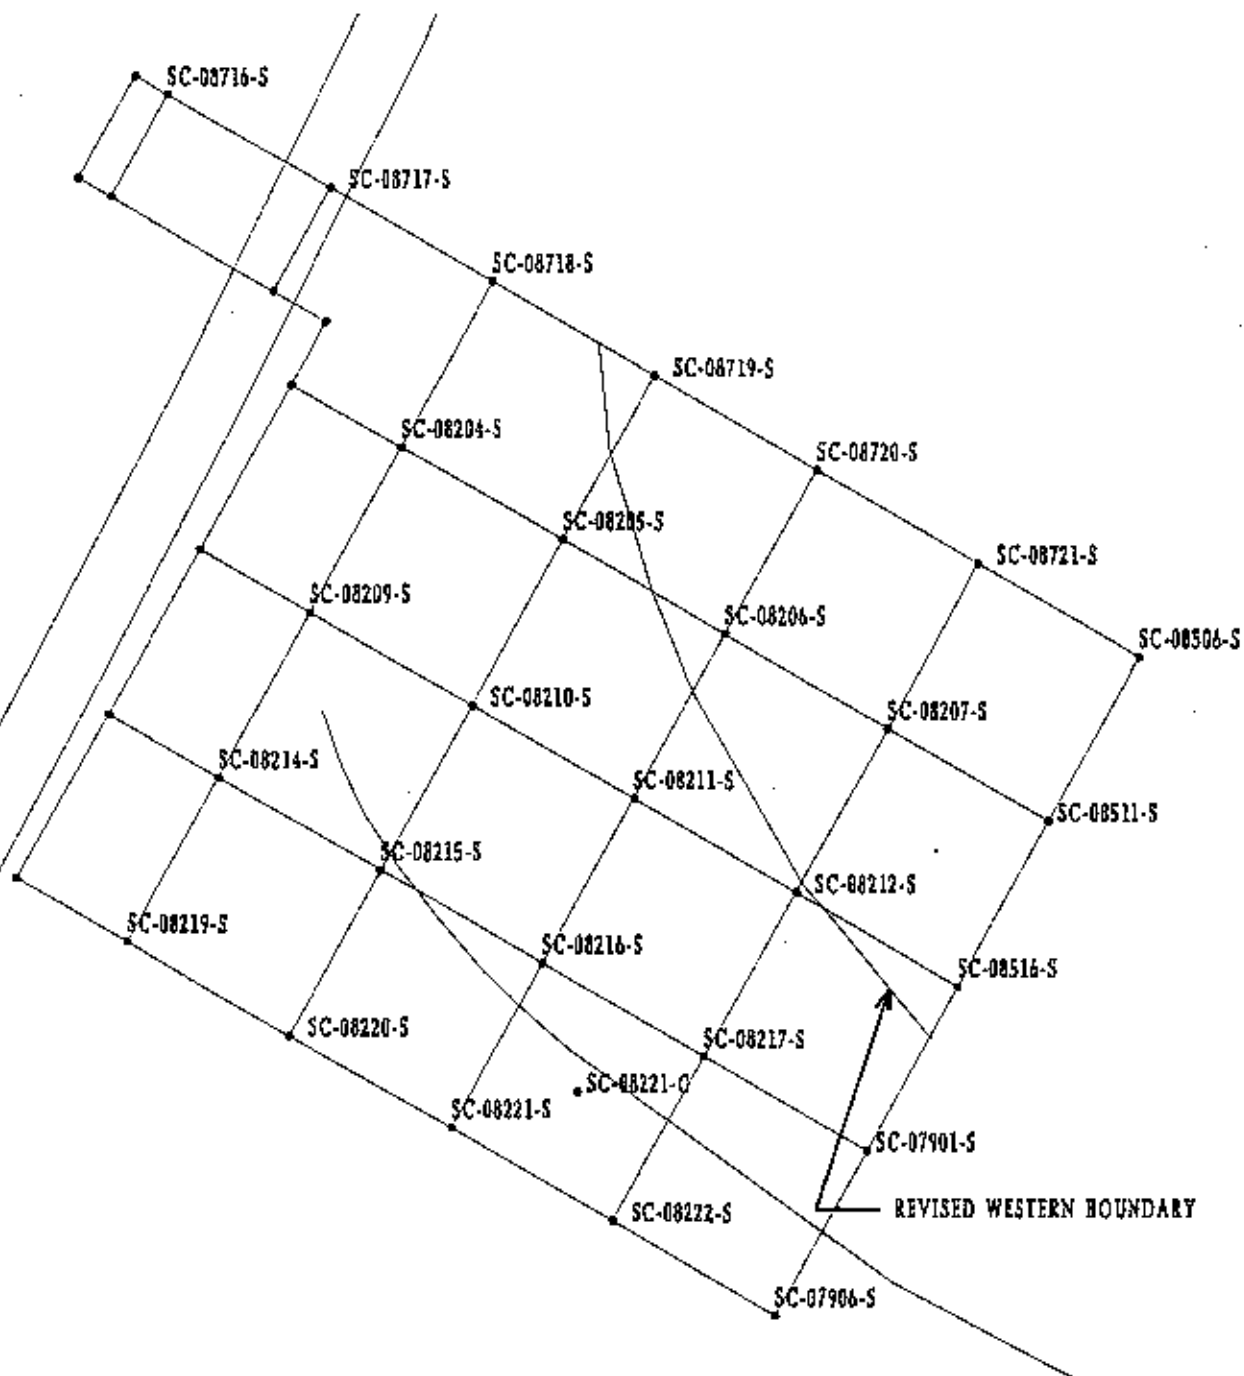 SC-08716-S
SC-08717-S
SC-08718-S
SC-08719-S
SC-08204-S
SC-08720-S
SC-08205-S
SC-08721-S
SC-08209-S
SC-08206-S
SC-08506-S
SC-08210-S
SC-08207-S
SC-08214-S
SC-08211-S
SC-08511-S
SC-08215-S
SC-08212-S
SC-08219-S
SC-08216-S
SC-08516-S
SC-08220-S
SC-08217-S
SC-08221-C
SC-08221-S
SC-07901-S
REVISED WESTERN BOUNDARY
SC-08222-S
SC-07906-S